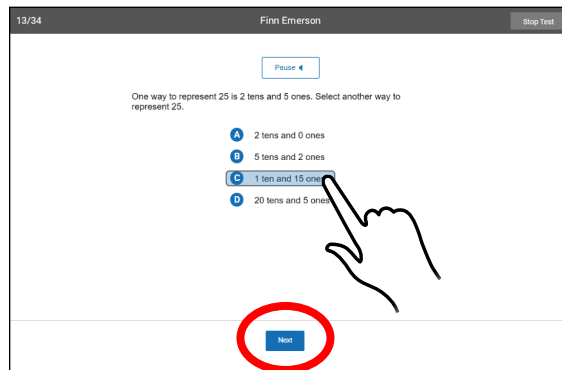 13/34
Finn Emerson
Stop Test
Pause
One way to represent 25 is 2 tens and 5 ones. Select another way to
represent 25.
A 2 tens and 0 ones
B 5 tens and 2 ones
C 1 ten and 15 ones
D 20 tens and 5 ones
Next